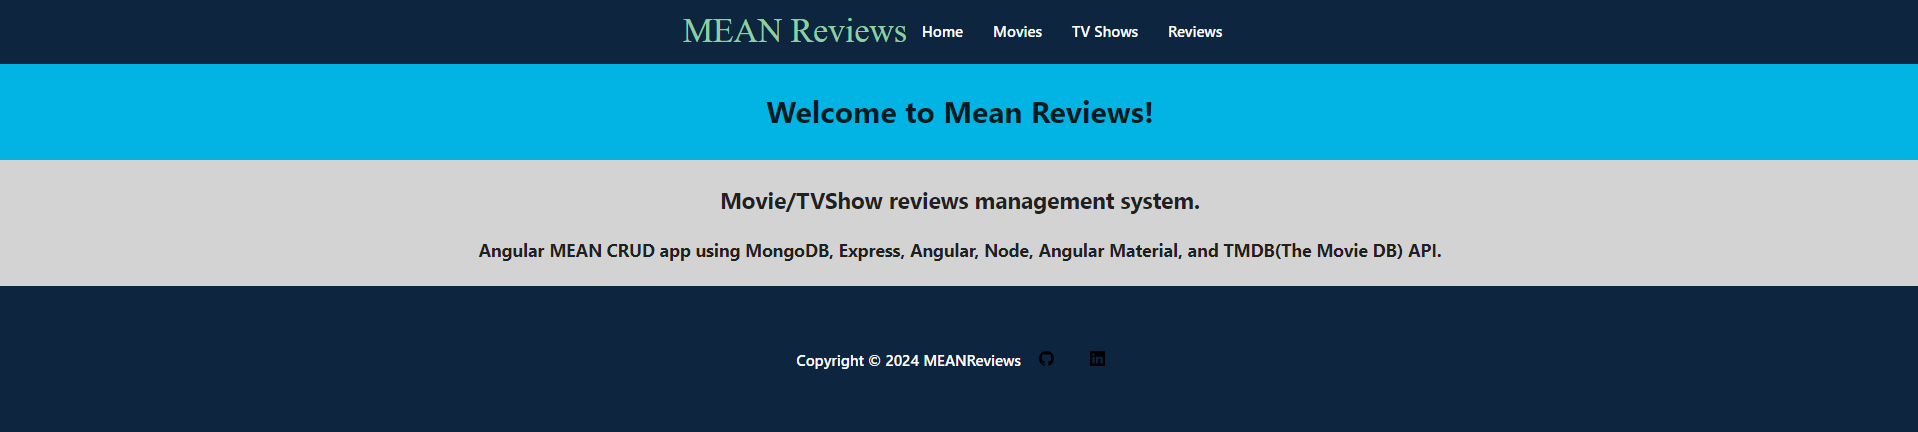 MEAN Reviews Home Movies TV Shows Reviews
Welcome to Mean Reviews!
Movie/TVShow reviews management system.
Angular MEAN CRUD app using MongoDB, Express, Angular, Node, Angular Material, and TMDB(The Movie DB) API.
Copyright © 2024 MEANReviews in